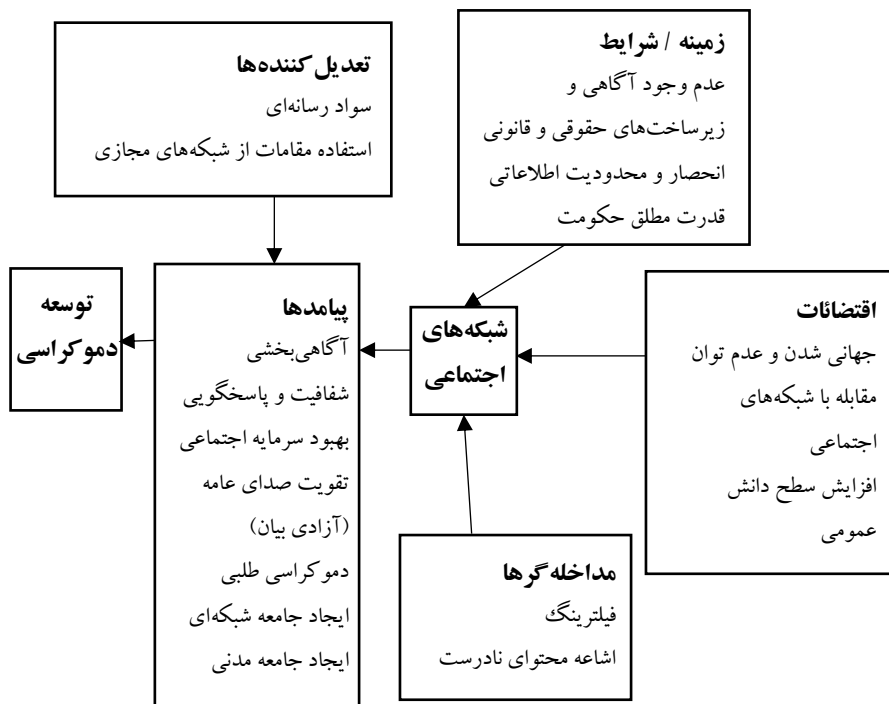 زمینه / شرایط
عدم وجود آگاهی و
زیرساخت‌های حقوقی و قانونی
انحصار و محدودیت اطلاعاتی
قدرت مطلق حکومت
تعدیل‌کننده‌ها
سواد رسانه‌ای
استفاده مقامات از شبکه‌های مجازی
اقتضائات
جهانی شدن و عدم توان
مقابله با شبکه‌های
اجتماعی
افزایش سطح دانش
عمومی
شبکه‌های
اجتماعی
پیامدها
آگاهی‌بخشی
شفافیت و پاسخگویی
بهبود سرمایه اجتماعی
تقویت صدای عامه
(آزادی بیان)
دموکراسی طلبی
ایجاد جامعه شبکه‌ای
ایجاد جامعه مدنی
توسعه
دموکراسی
مداخله‌گرها
فیلترینگ
اشاعه محتوای نادرست